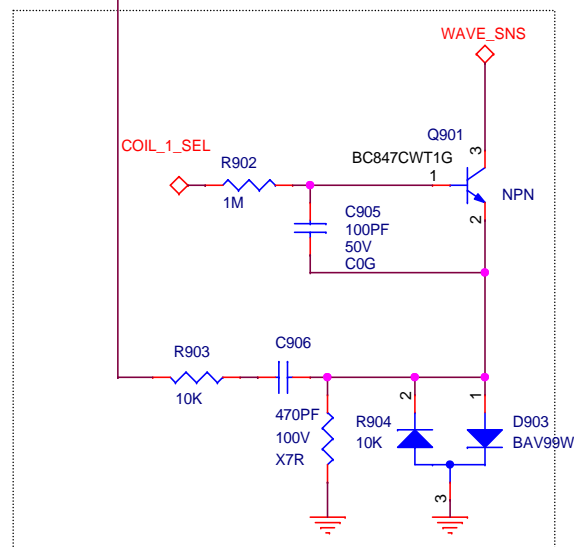 WAVE_SNS
Q901
BC847CWT1G
3
1
2
NPN
COIL_1_SEL
R902
1M
C905
100PF
50V
C0G
R903
10K
C906
470PF
100V
X7R
R904
10K
2
1
D903
BAV99W
3